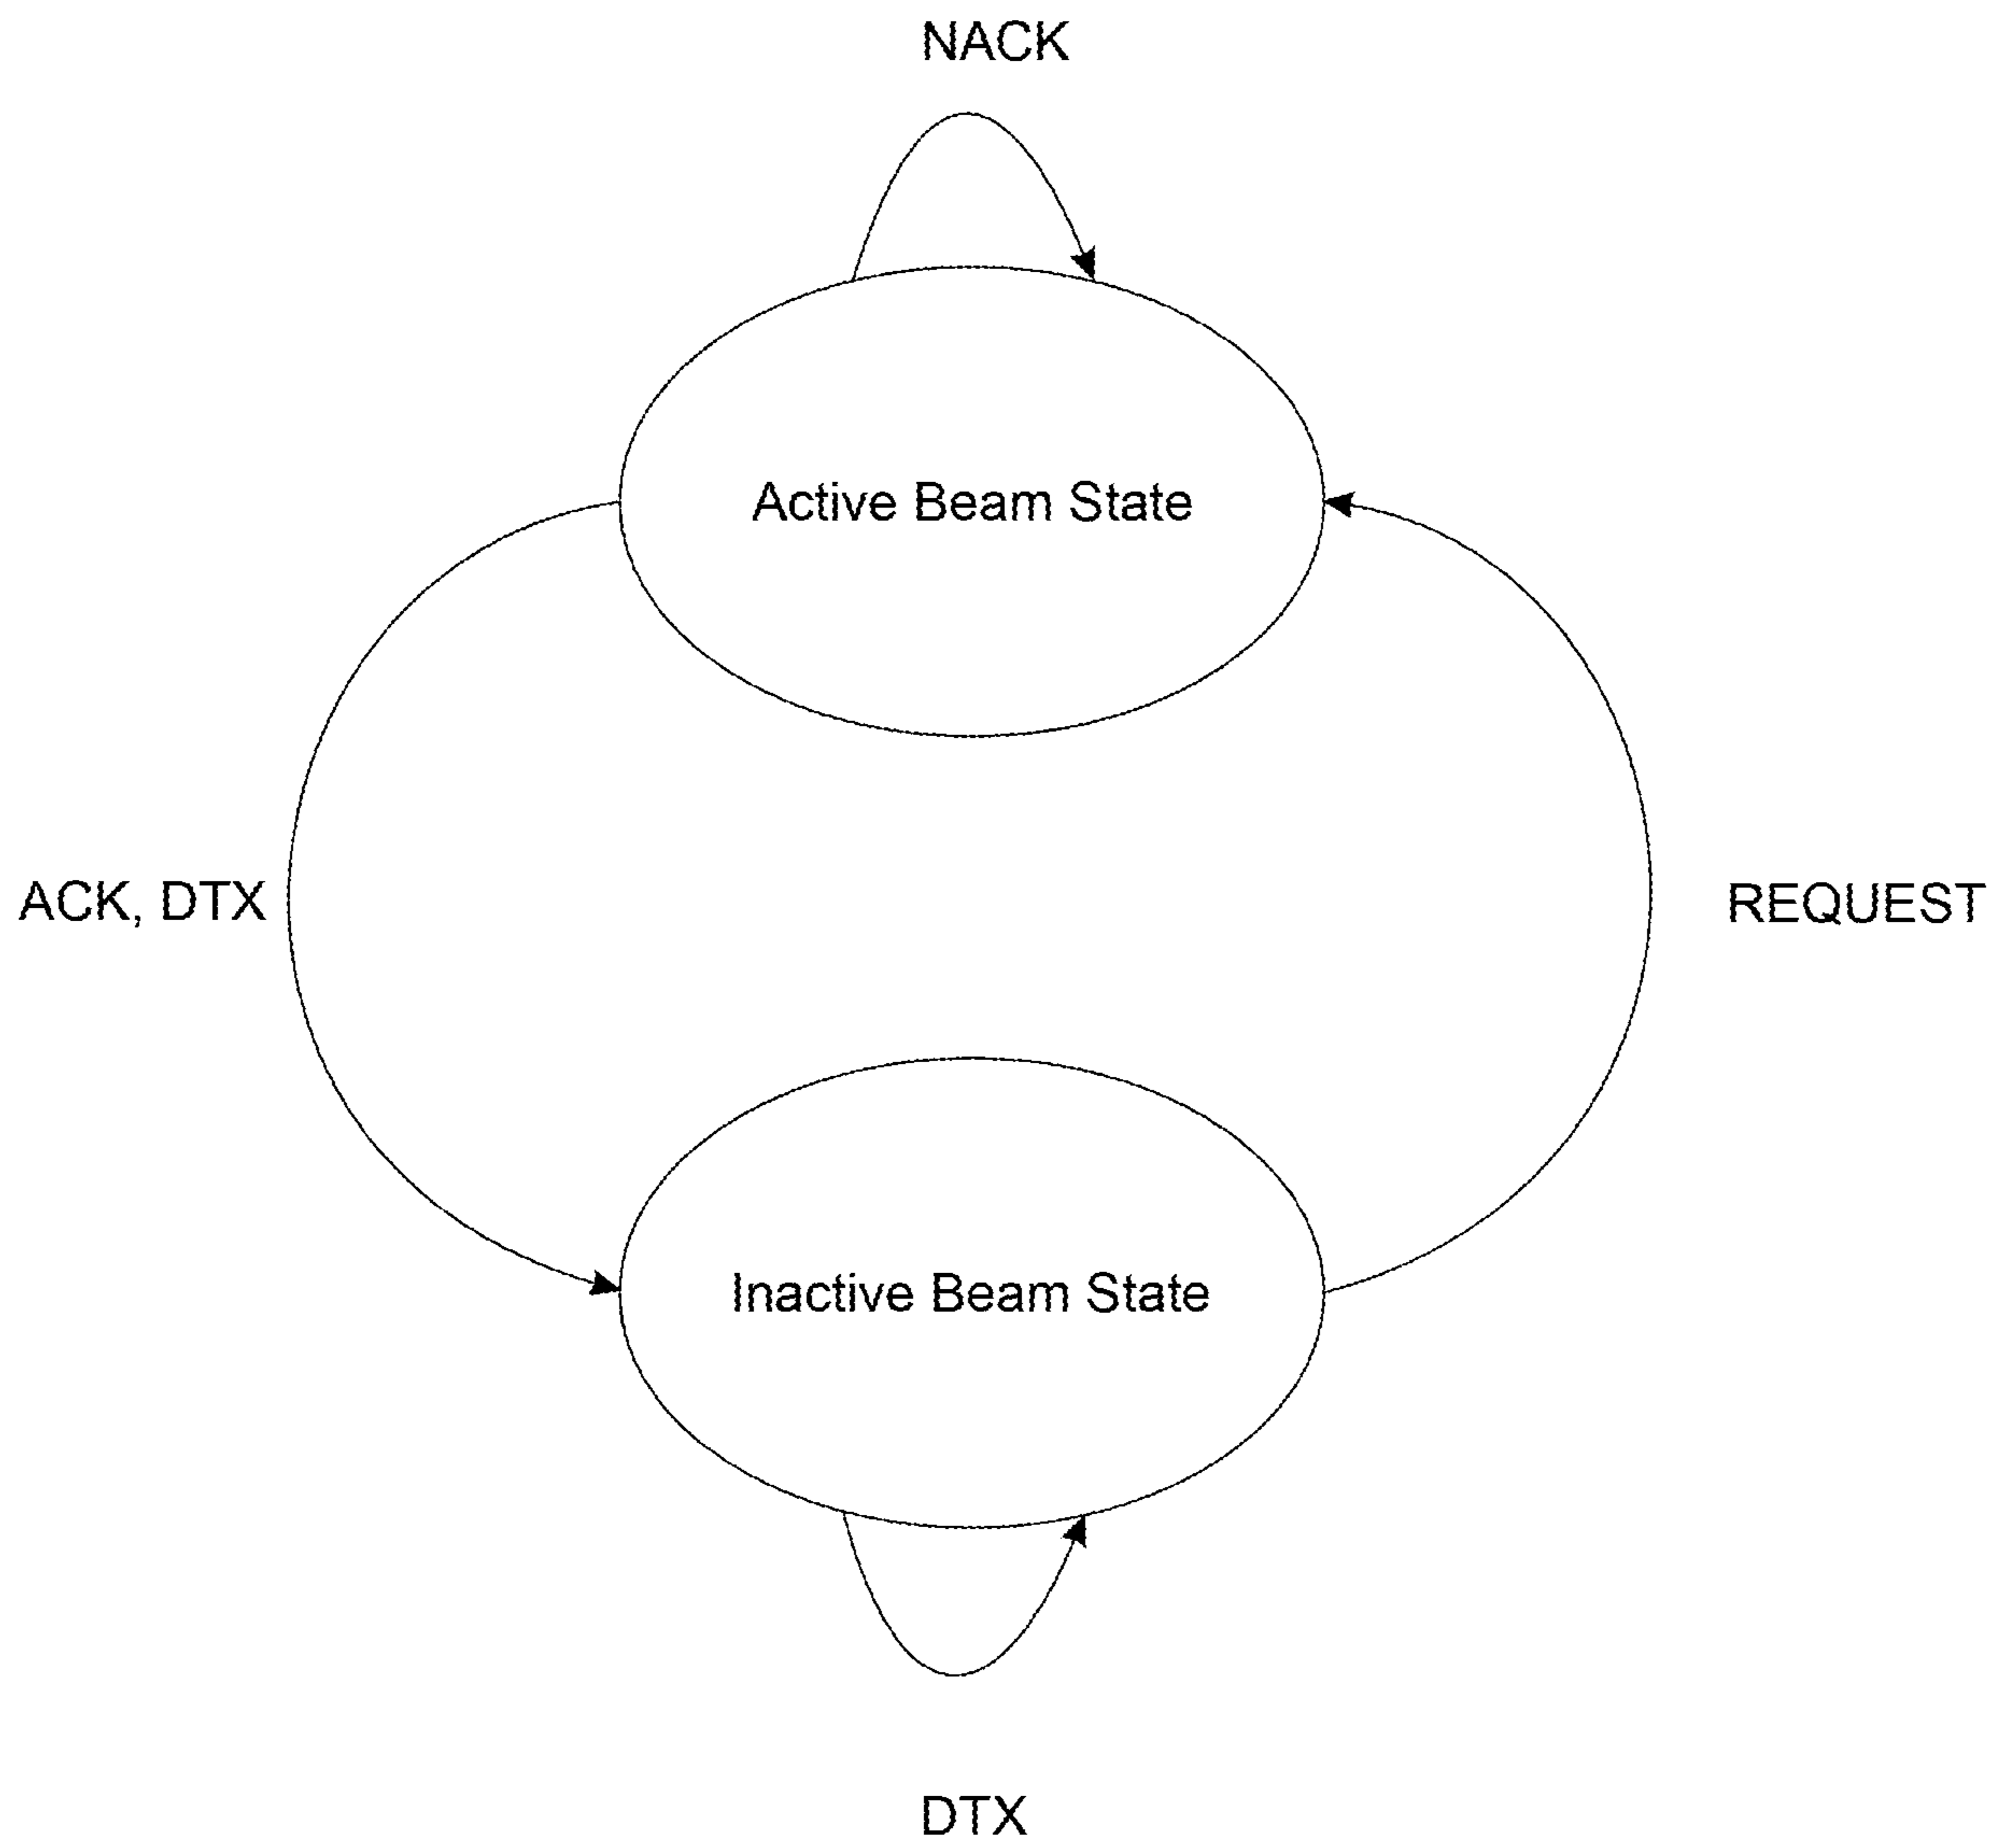 NACK
Active Beam State
ACK, DTX
REQUEST
Inactive Beam State
DTX